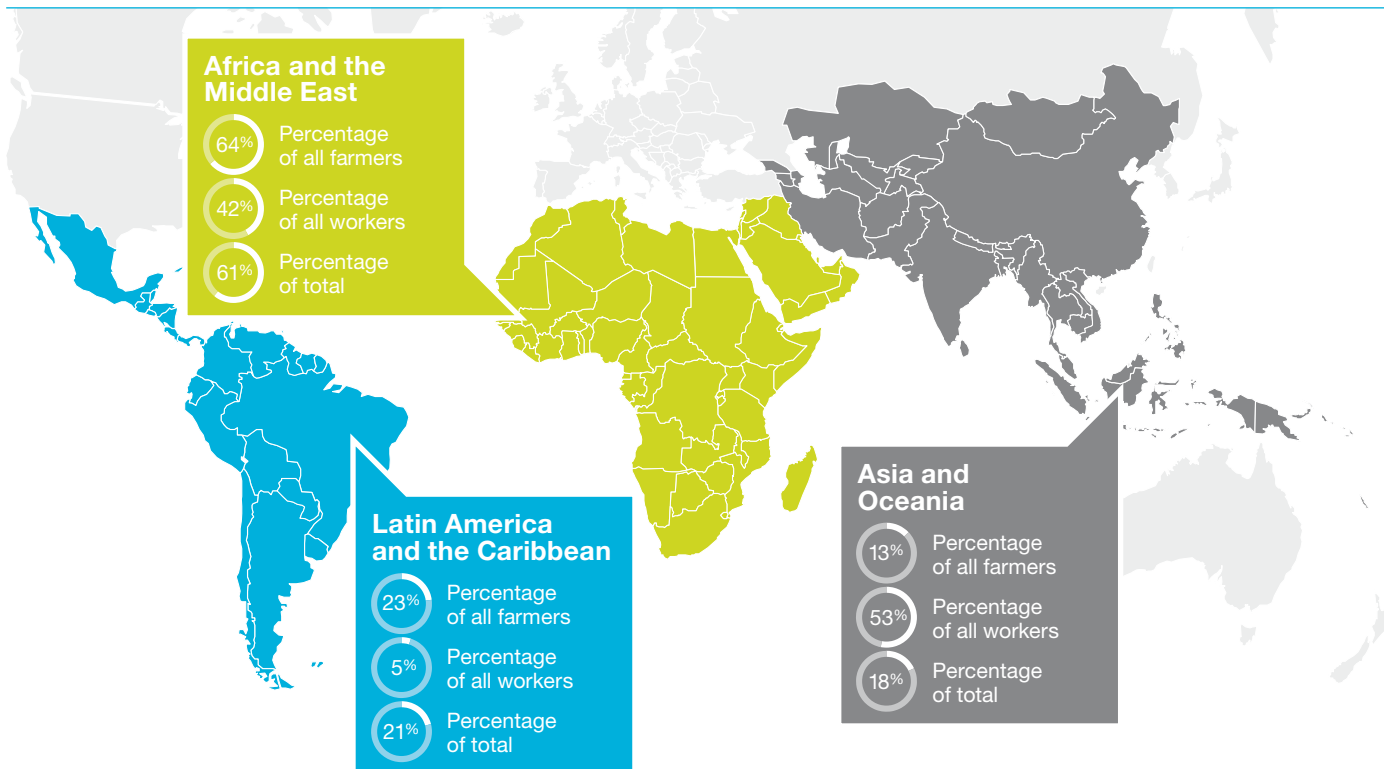 Africa and the
Middle East
64%
Percentage
of all farmers
42%
Percentage
of all workers
61%
Percentage
of total
Latin America
and the Caribbean
23%
Percentage
of all farmers
5%
Percentage
of all workers
21%
Percentage
of total
Asia and
Oceania
13%
Percentage
of all farmers
53%
Percentage
of all workers
18%
Percentage
of total